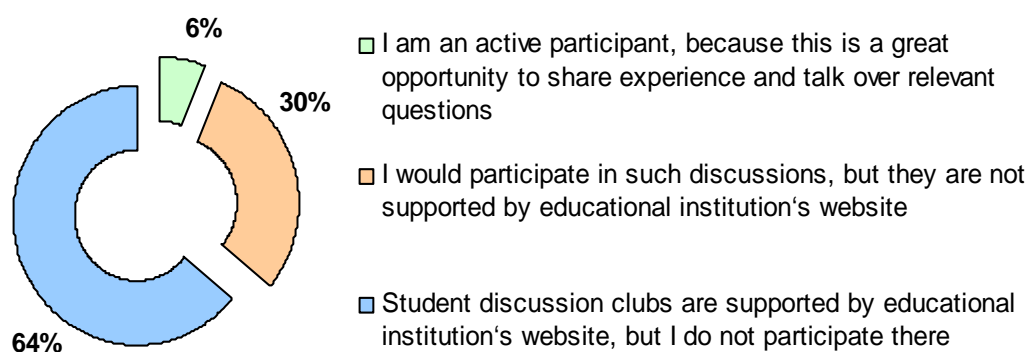 6%
30%
64%
I am an active participant, because this is a great
opportunity to share experience and talk over relevant
questions
I would participate in such discussions, but they are not
supported by educational institution‘s website
Student discussion clubs are supported by educational
institution‘s website, but I do not participate there